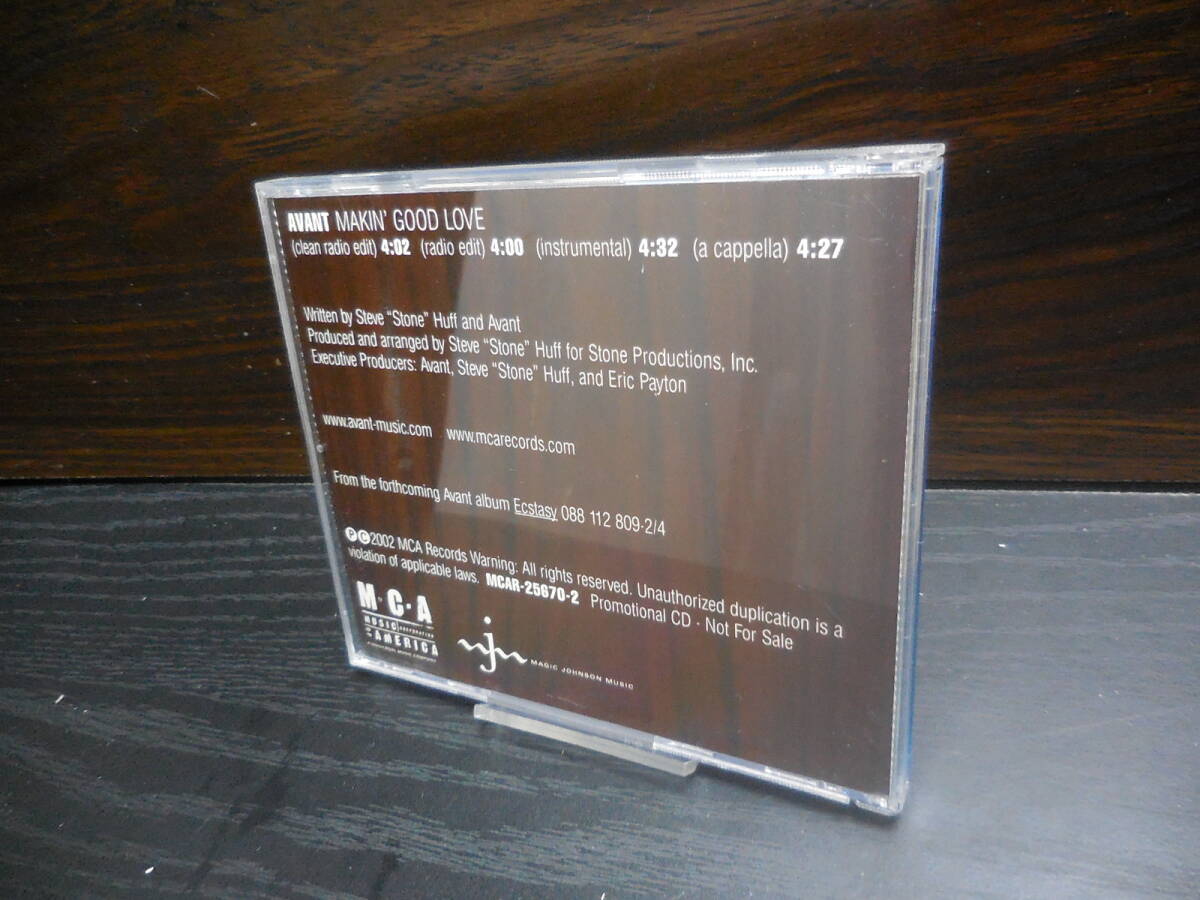 AVANT MAKIN' GOOD LOVE
(clean radio edit) 4:02 (radio edit) 4:00 (instrumental) 4:32 (a cappella) 4:27
Written by Steve "Stone" Huff and Avant
Produced and arranged by Steve "Stone" Huff for Stone Productions, Inc.
Executive Producers: Avant, Steve "Stone" Huff, and Eric Payton
www.avant-music.com www.mcarecords.com
From the forthcoming Avant album Ecstasy 088 112 809-2/4
ⓅⒸ2002 MCA Records Warning: All rights reserved. Unauthorized duplication is a
violation of applicable laws. MCAR-25670-2 Promotional CD · Not For Sale
M·C·A
MUSIC CORPORATION
OF AMERICA
njm MAGIC JOHNSON MUSIC